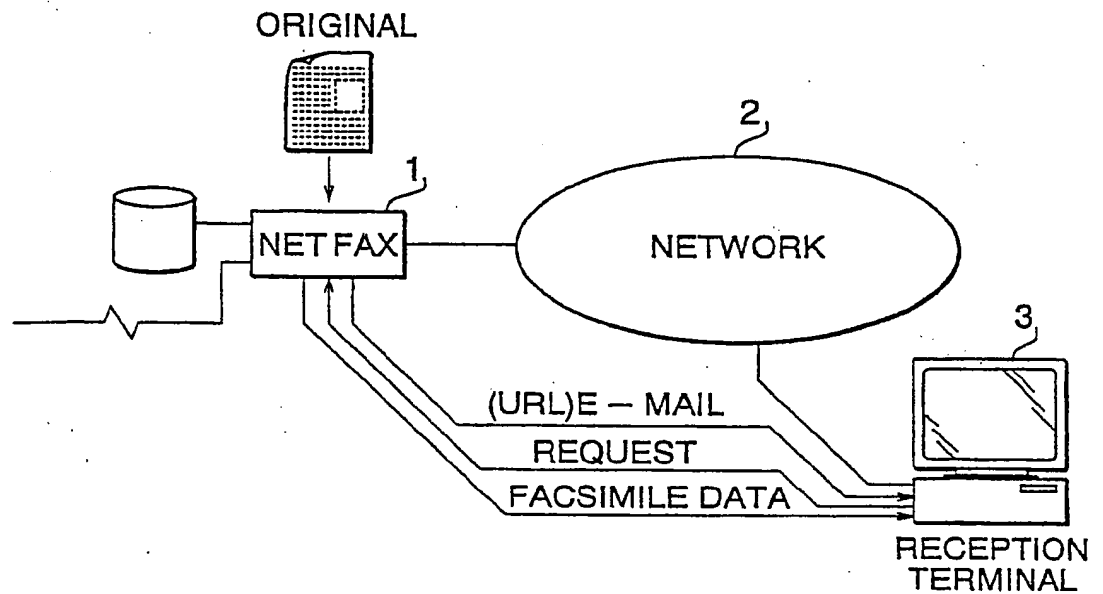 ORIGINAL
1
2
NET FAX
NETWORK
3
(URL)E – MAIL
REQUEST
FACSIMILE DATA
RECEPTION
TERMINAL